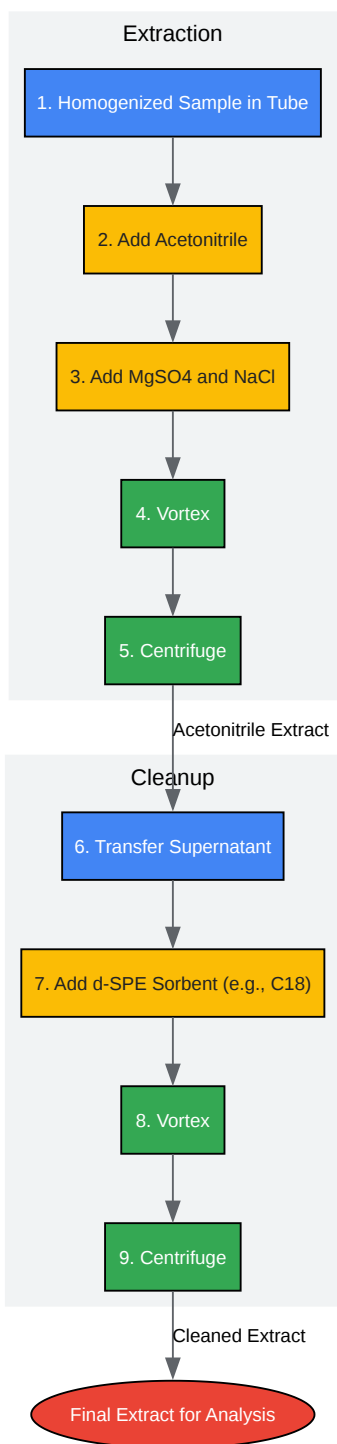 Extraction
1. Homogenized Sample in Tube
2. Add Acetonitrile
3. Add MgSO4 and NaCl
4. Vortex
5. Centrifuge
Acetonitrile Extract
Cleanup
6. Transfer Supernatant
7. Add d-SPE Sorbent (e.g., C18)
8. Vortex
9. Centrifuge
Cleaned Extract
Final Extract for Analysis